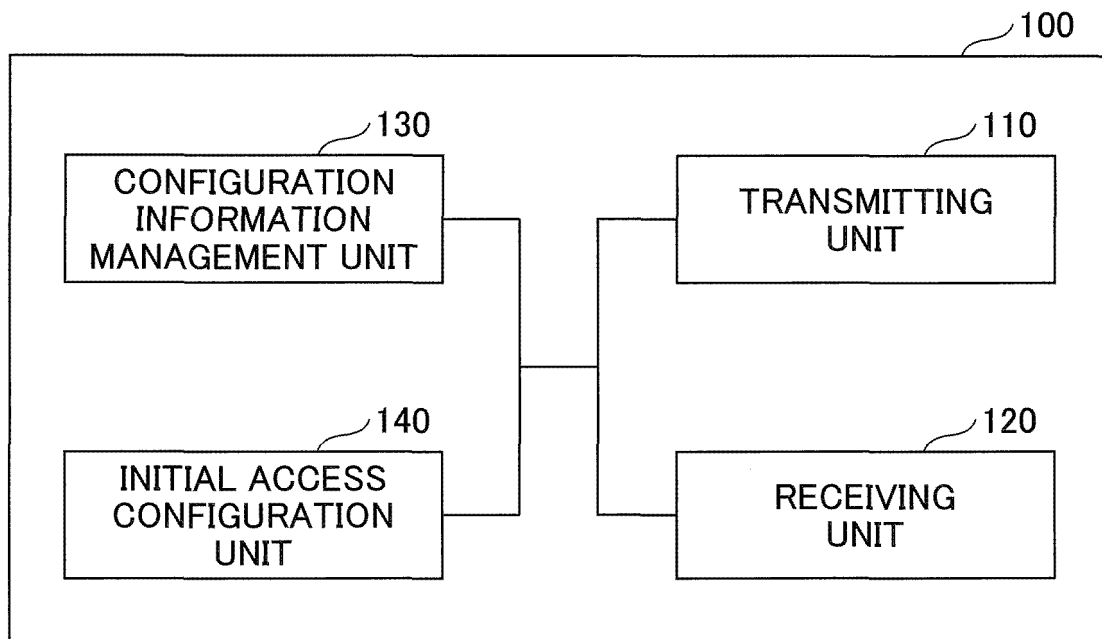 100
130
CONFIGURATION
INFORMATION
MANAGEMENT UNIT
110
TRANSMITTING
UNIT
140
INITIAL ACCESS
CONFIGURATION
UNIT
120
RECEIVING
UNIT